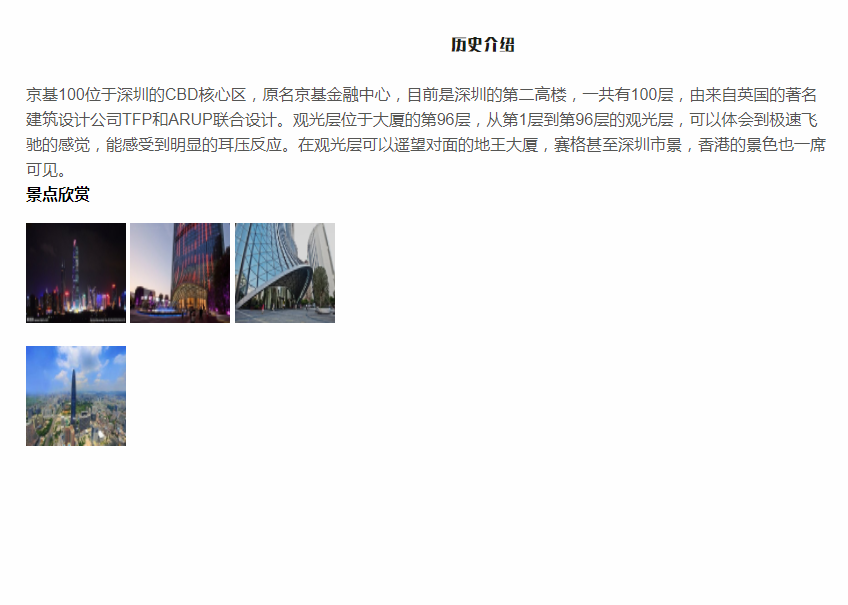 历史介绍
京基100位于深圳的CBD核心区，原名京基金融中心，目前是深圳的第二高楼，一共有100层，由来自英国的著名
建筑设计公司TFP和ARUP联合设计。观光层位于大厦的第96层，从第1层到第96层的观光层，可以体会到极速飞
驰的感觉，能感受到明显的耳压反应。在观光层可以遥望对面的地王大厦，赛格甚至深圳市景，香港的景色也一席
可见。
景点欣赏